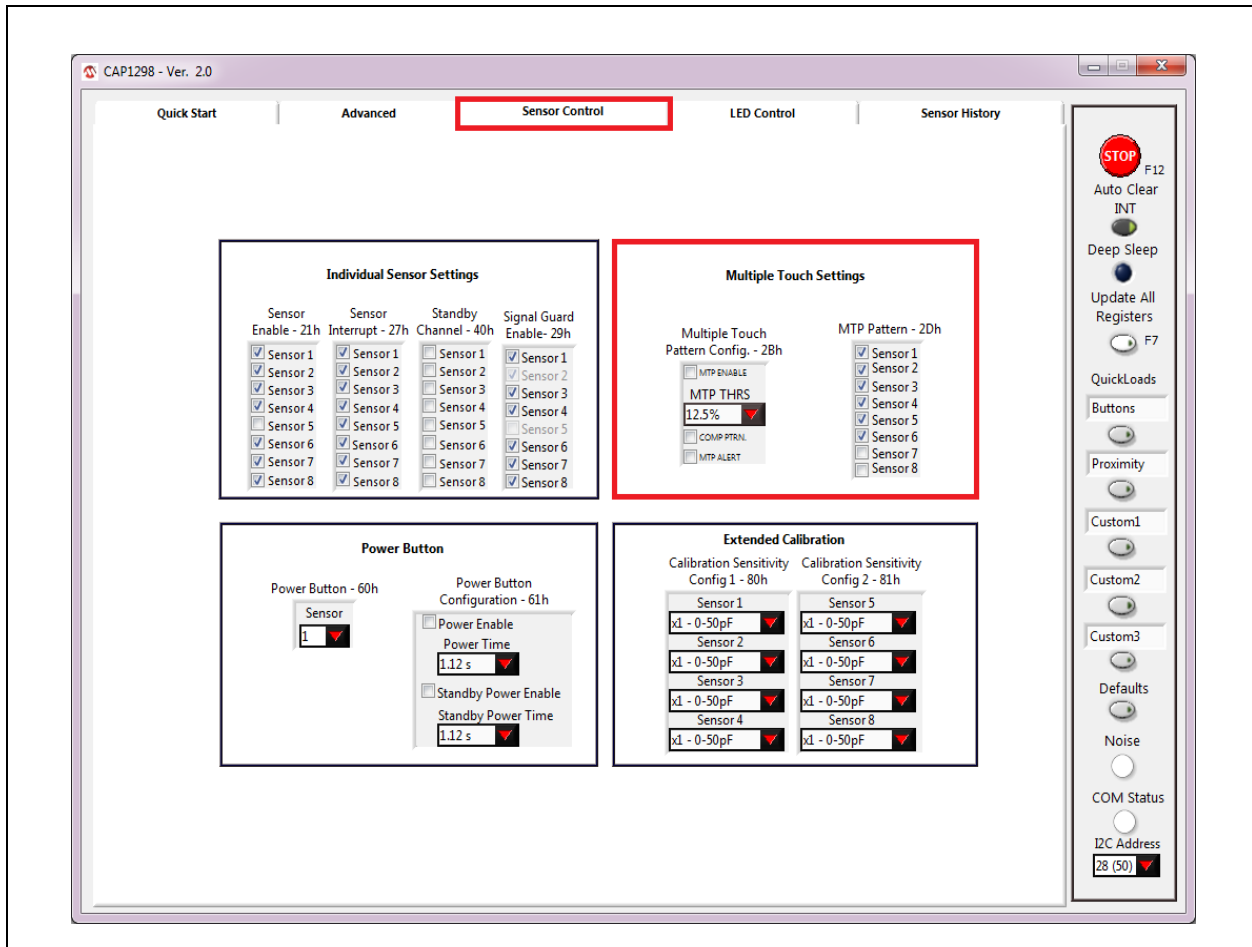 CAP1298 - Ver. 2.0
Quick Start
Advanced
Sensor Control
LED Control
Sensor History
Individual Sensor Settings
Sensor Enable - 21h
Sensor 1
Sensor 2
Sensor 3
Sensor 4
Sensor 5
Sensor 6
Sensor 7
Sensor 8
Sensor Interrupt - 27h
Sensor 1
Sensor 2
Sensor 3
Sensor 4
Sensor 5
Sensor 6
Sensor 7
Sensor 8
Standby Channel - 40h
Sensor 1
Sensor 2
Sensor 3
Sensor 4
Sensor 5
Sensor 6
Sensor 7
Sensor 8
Signal Guard Enable- 29h
Sensor 1
Sensor 2
Sensor 3
Sensor 4
Sensor 5
Sensor 6
Sensor 7
Sensor 8
Multiple Touch Settings
Multiple Touch
Pattern Config. - 2Bh
MTP ENABLE
MTP THRS
12.5%
COMP PTRN.
MTP ALERT
MTP Pattern - 2Dh
Sensor 1
Sensor 2
Sensor 3
Sensor 4
Sensor 5
Sensor 6
Sensor 7
Sensor 8
Power Button
Power Button - 60h
Sensor
1
Power Button
Configuration - 61h
Power Enable
Power Time
1.12 s
Standby Power Enable
Standby Power Time
1.12 s
Extended Calibration
Calibration Sensitivity
Config 1 - 80h
Sensor 1
x1 - 0-50pF
Sensor 2
x1 - 0-50pF
Sensor 3
x1 - 0-50pF
Sensor 4
x1 - 0-50pF
Calibration Sensitivity
Config 2 - 81h
Sensor 5
x1 - 0-50pF
Sensor 6
x1 - 0-50pF
Sensor 7
x1 - 0-50pF
Sensor 8
x1 - 0-50pF
STOP
F12
Auto Clear
INT
Deep Sleep
Update All
Registers
F7
QuickLoads
Buttons
Proximity
Custom1
Custom2
Custom3
Defaults
Noise
COM Status
I2C Address
28 (50)